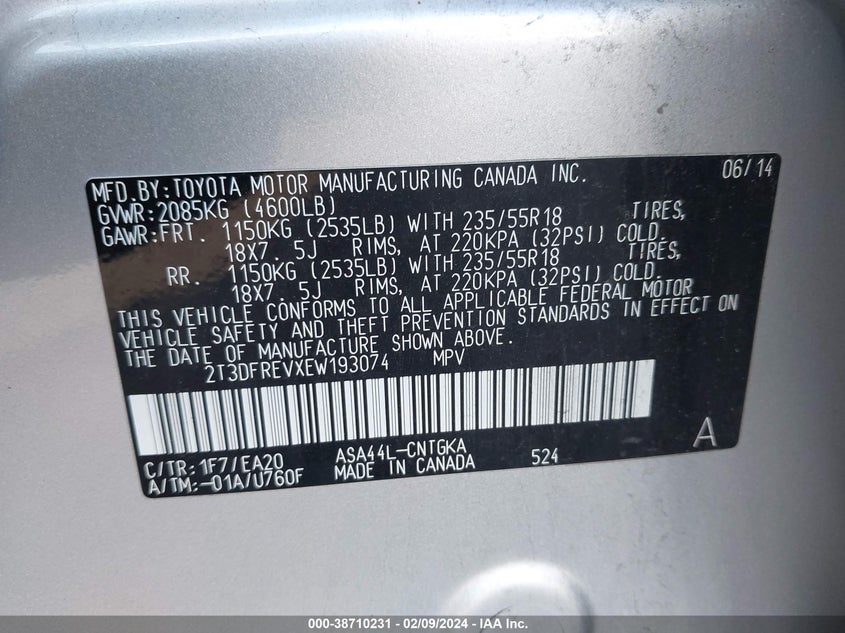 MFD. BY: TOYOTA MOTOR MANUFACTURING CANADA INC. 06/14
GVWR: 2085KG (4600LB)
GAWR: FRT. 1150KG (2535LB) WITH 235/55R18 TIRES,
18X7. 5J RIMS, AT 220KPA (32PSI) COLD.
RR. 1150KG (2535LB) WITH 235/55R18 TIRES,
18X7. 5J RIMS, AT 220KPA (32PSI) COLD.
THIS VEHICLE CONFORMS TO ALL APPLICABLE FEDERAL MOTOR
VEHICLE SAFETY AND THEFT PREVENTION STANDARDS IN EFFECT ON
THE DATE OF MANUFACTURE SHOWN ABOVE.
2T3DFREVXEW193074 MPV
A
C/TR: 1F7/EA20 ASA44L-CNTGKA
A/TM: -01A/U760F MADE IN CANADA 524
000-38710231 - 02/09/2024 - IAA Inc.